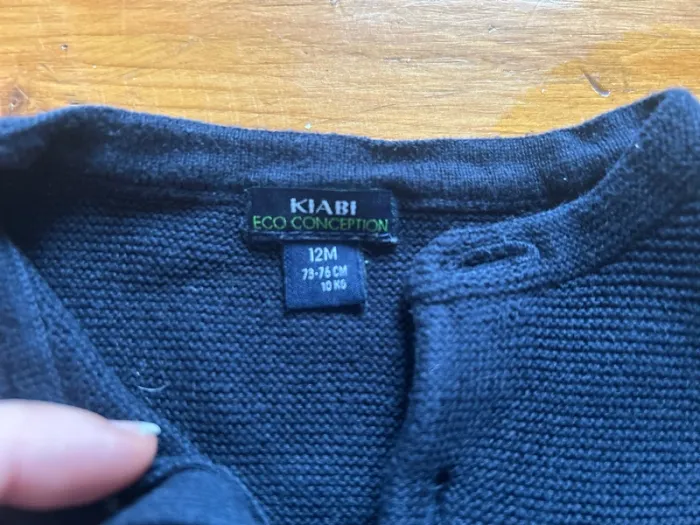 KIABI
ECO CONCEPTION
12M
73-76 CM
10 KG